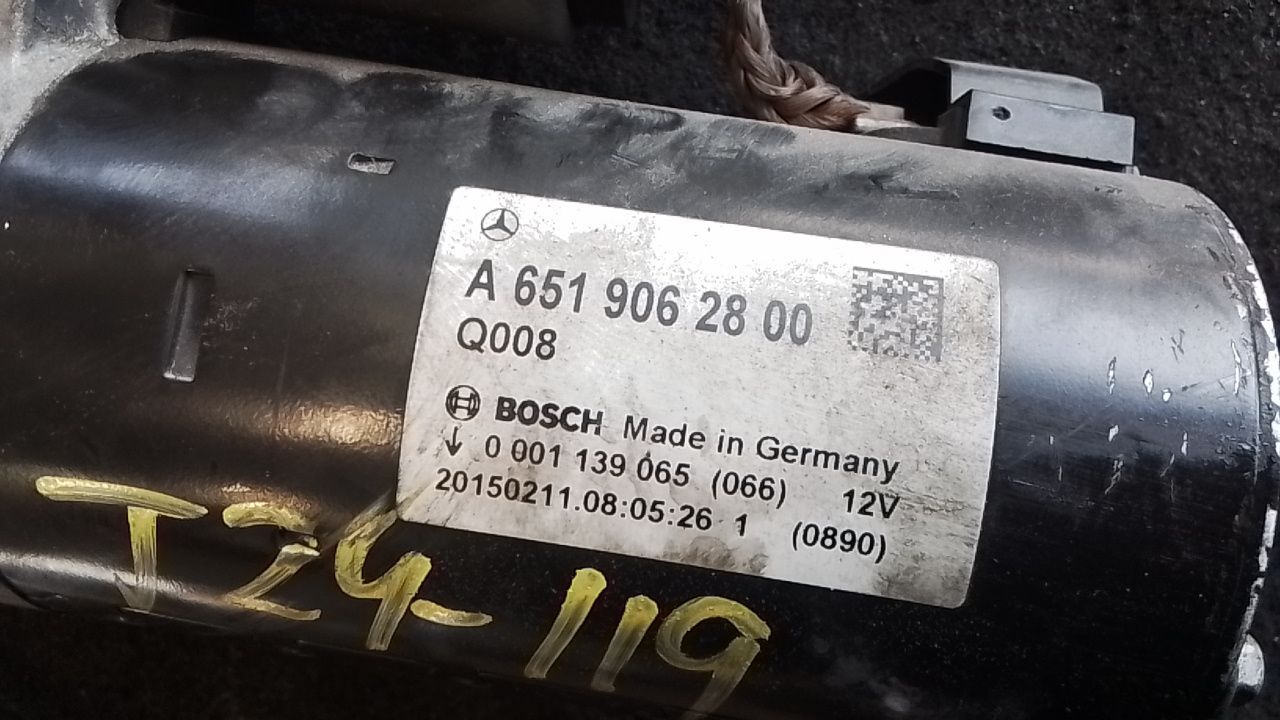 A 651 906 28 00
Q008
BOSCH Made in Germany
↓ 0 001 139 065 (066) 12V
20150211.08:05:26 1 (0890)
I24-119